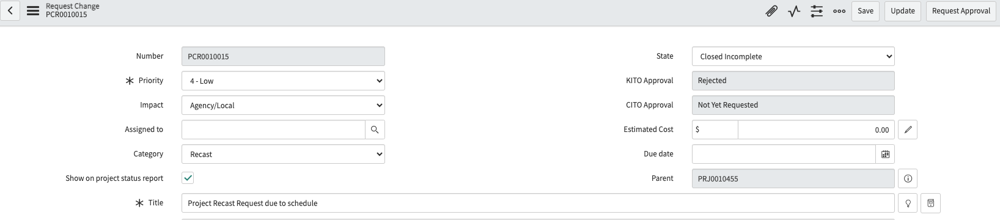 Request Change
PCR0010015
Save
Update
Request Approval
Number PCR0010015
State Closed Incomplete
Priority 4 - Low
KITO Approval Rejected
Impact Agency/Local
CITO Approval Not Yet Requested
Assigned to
Estimated Cost $ 0.00
Category Recast
Due date
Show on project status report
Parent PRJ0010455
Title Project Recast Request due to schedule